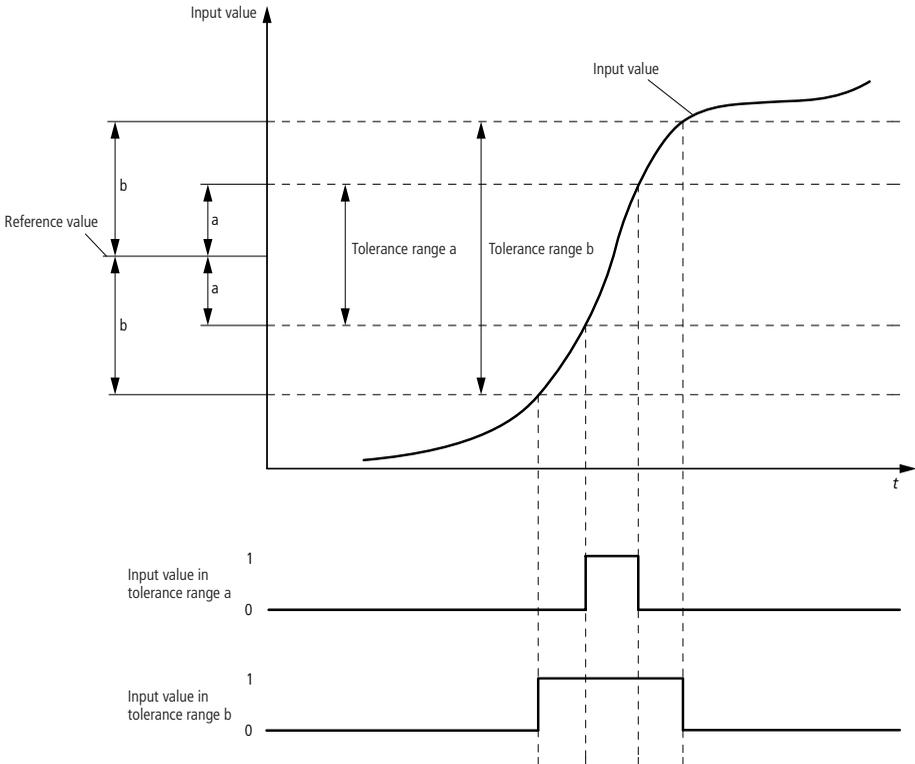 Input value
Input value
b
a
Reference value
Tolerance range a
Tolerance range b
a
b
t
1
Input value in
tolerance range a
0
1
Input value in
tolerance range b
0